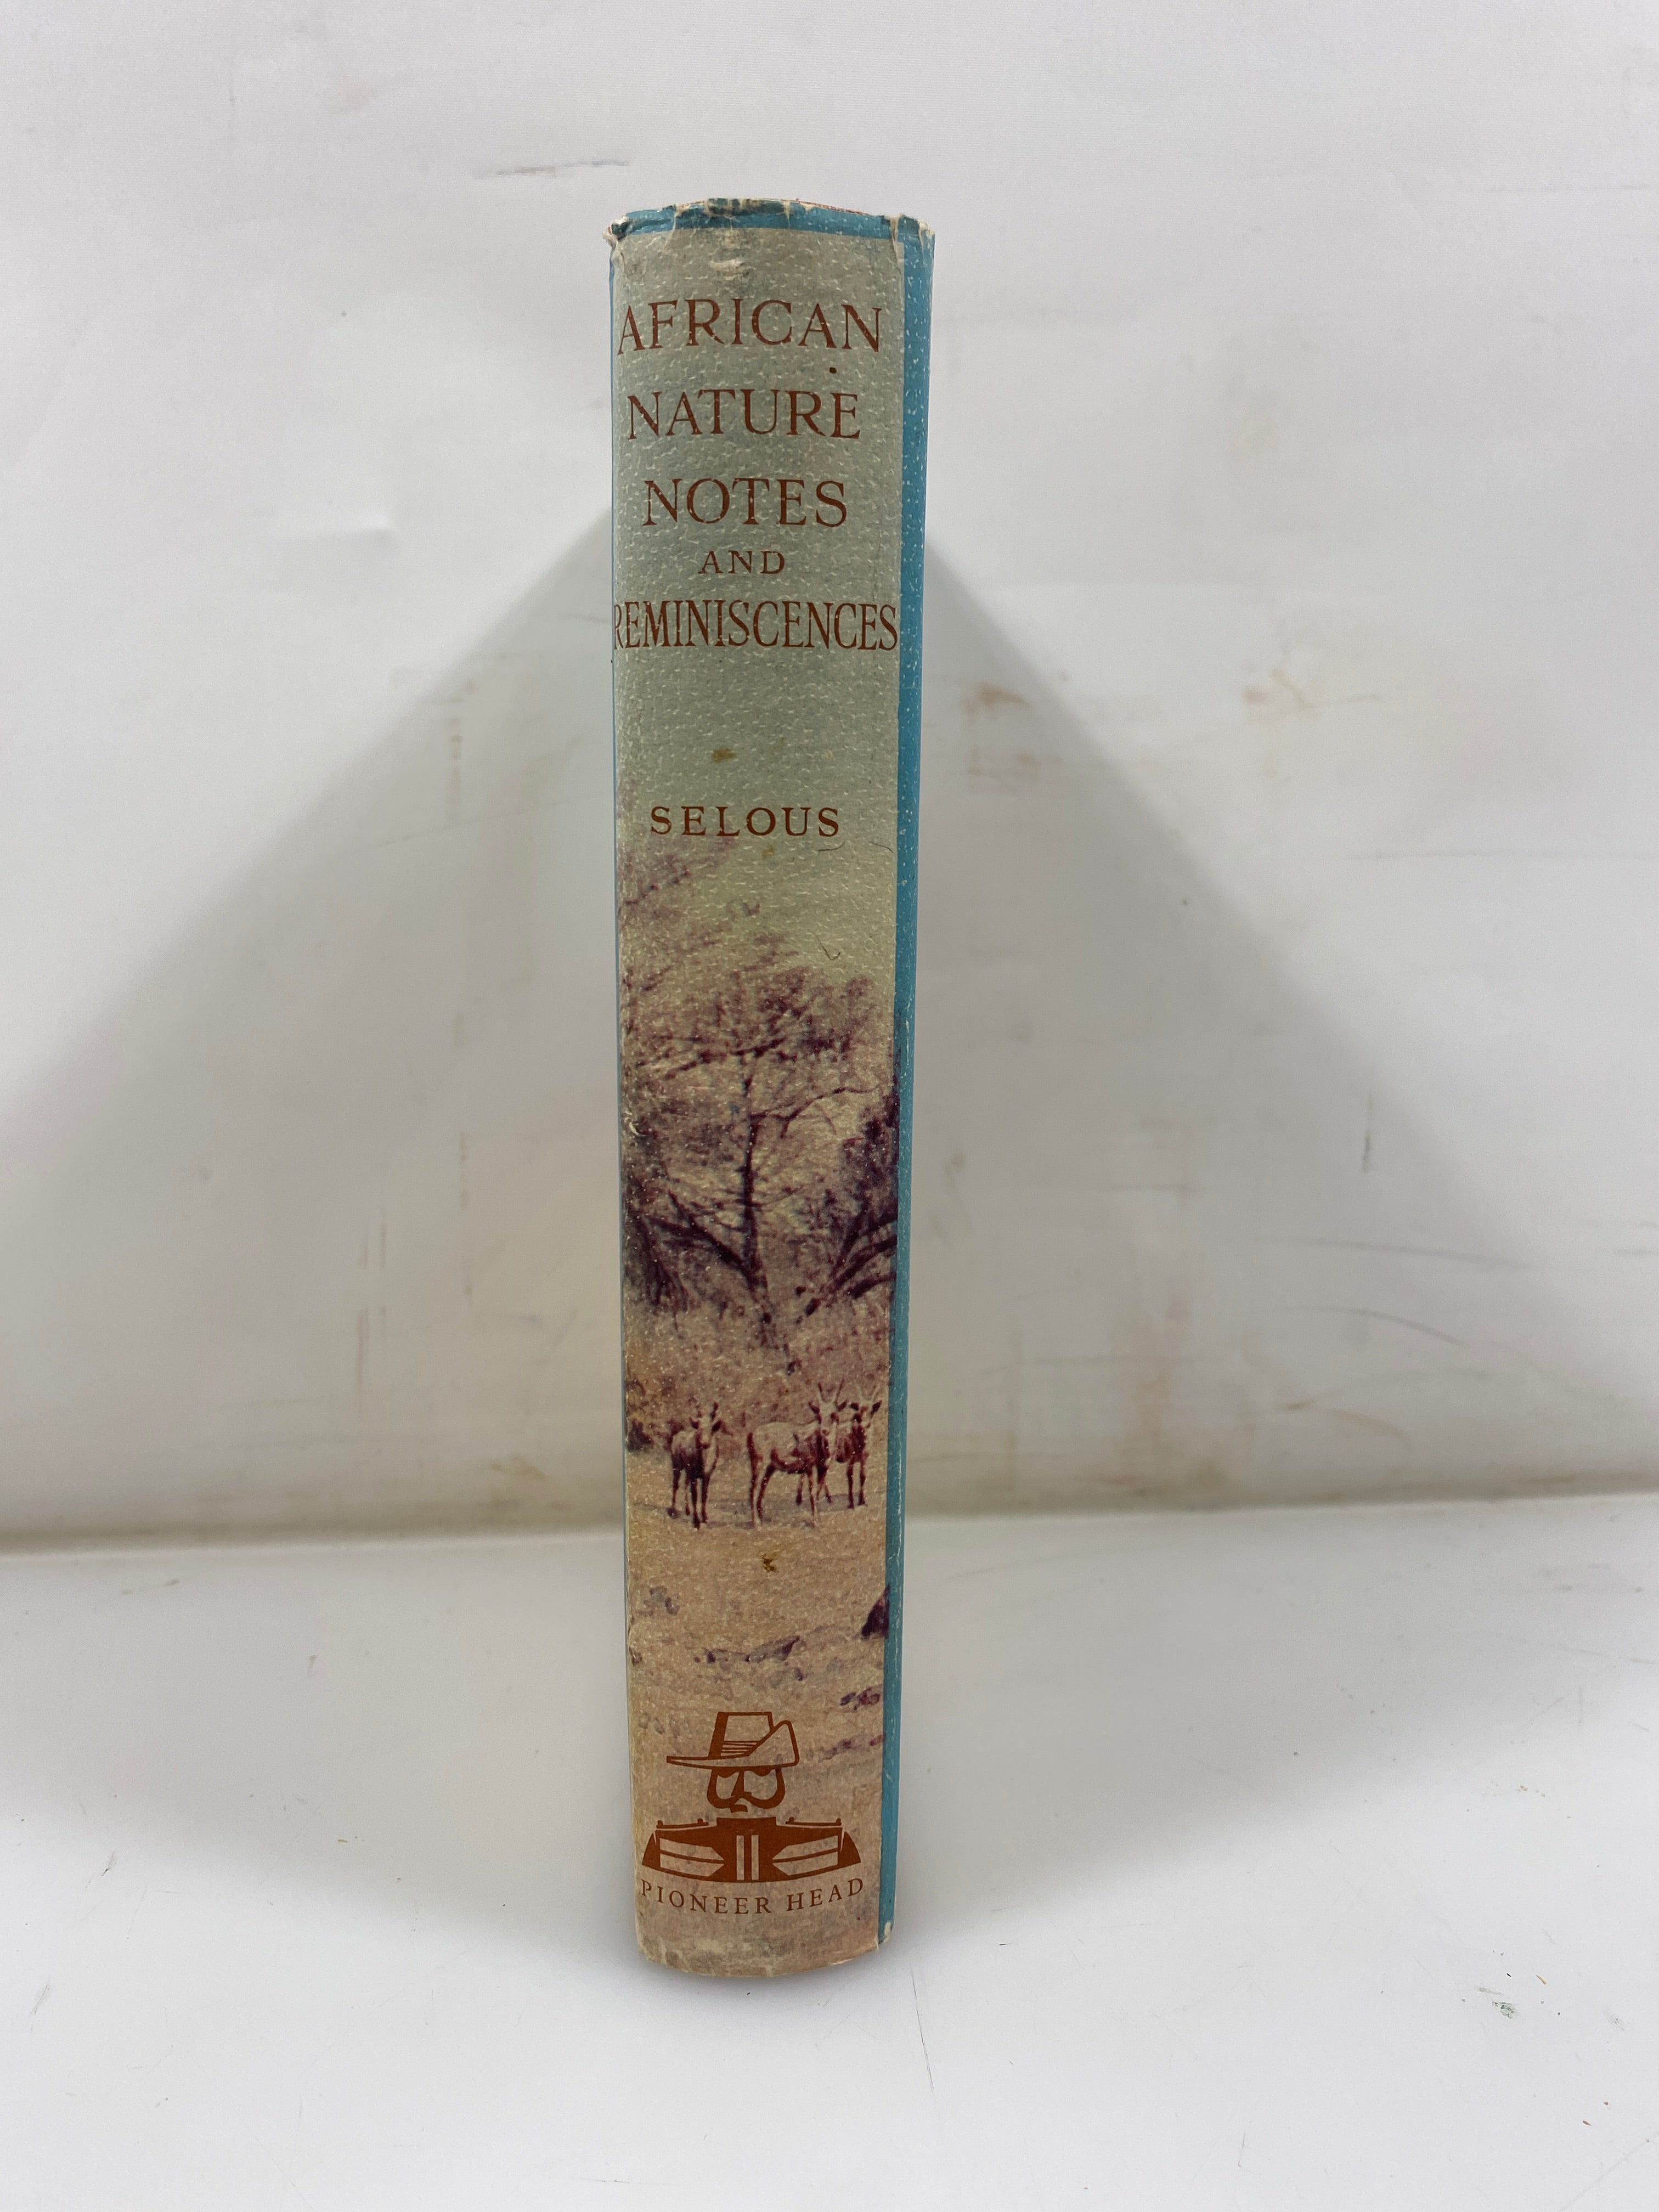 AFRICAN
NATURE
NOTES
AND
REMINISCENCES
SELOUS
PIONEER HEAD